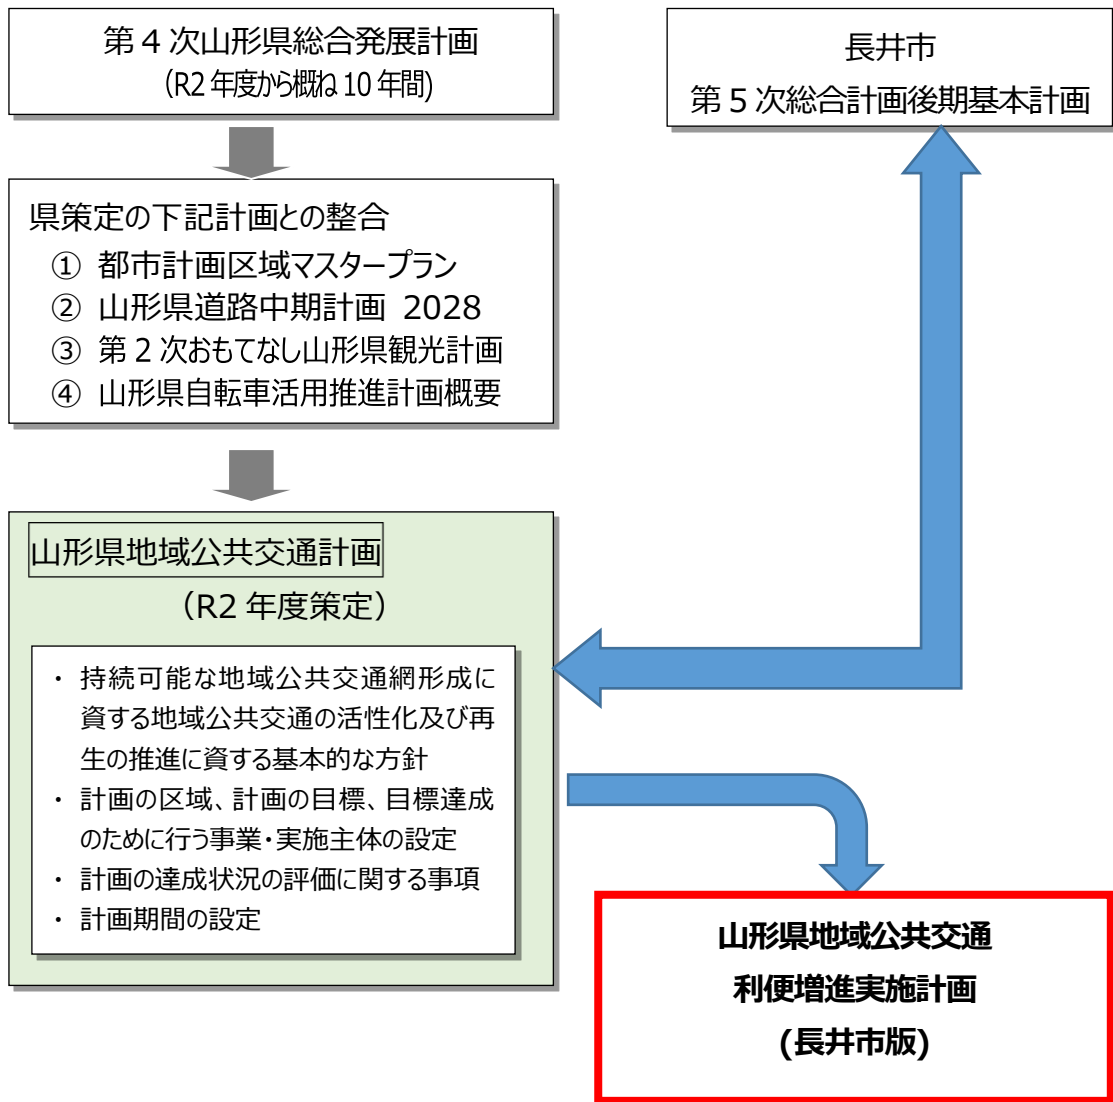 第4次山形県総合発展計画
(R2年度から概ね10年間)
長井市
第5次総合計画後期基本計画
県策定の下記計画との整合
① 都市計画区域マスタープラン
② 山形県道路中期計画 2028
③ 第2次おもてなし山形県観光計画
④ 山形県自転車活用推進計画概要
山形県地域公共交通計画
（R2年度策定）
・ 持続可能な地域公共交通網形成に
資する地域公共交通の活性化及び再
生の推進に資する基本的な方針
・ 計画の区域、計画の目標、目標達成
のために行う事業・実施主体の設定
・ 計画の達成状況の評価に関する事項
・ 計画期間の設定
山形県地域公共交通
利便増進実施計画
(長井市版)